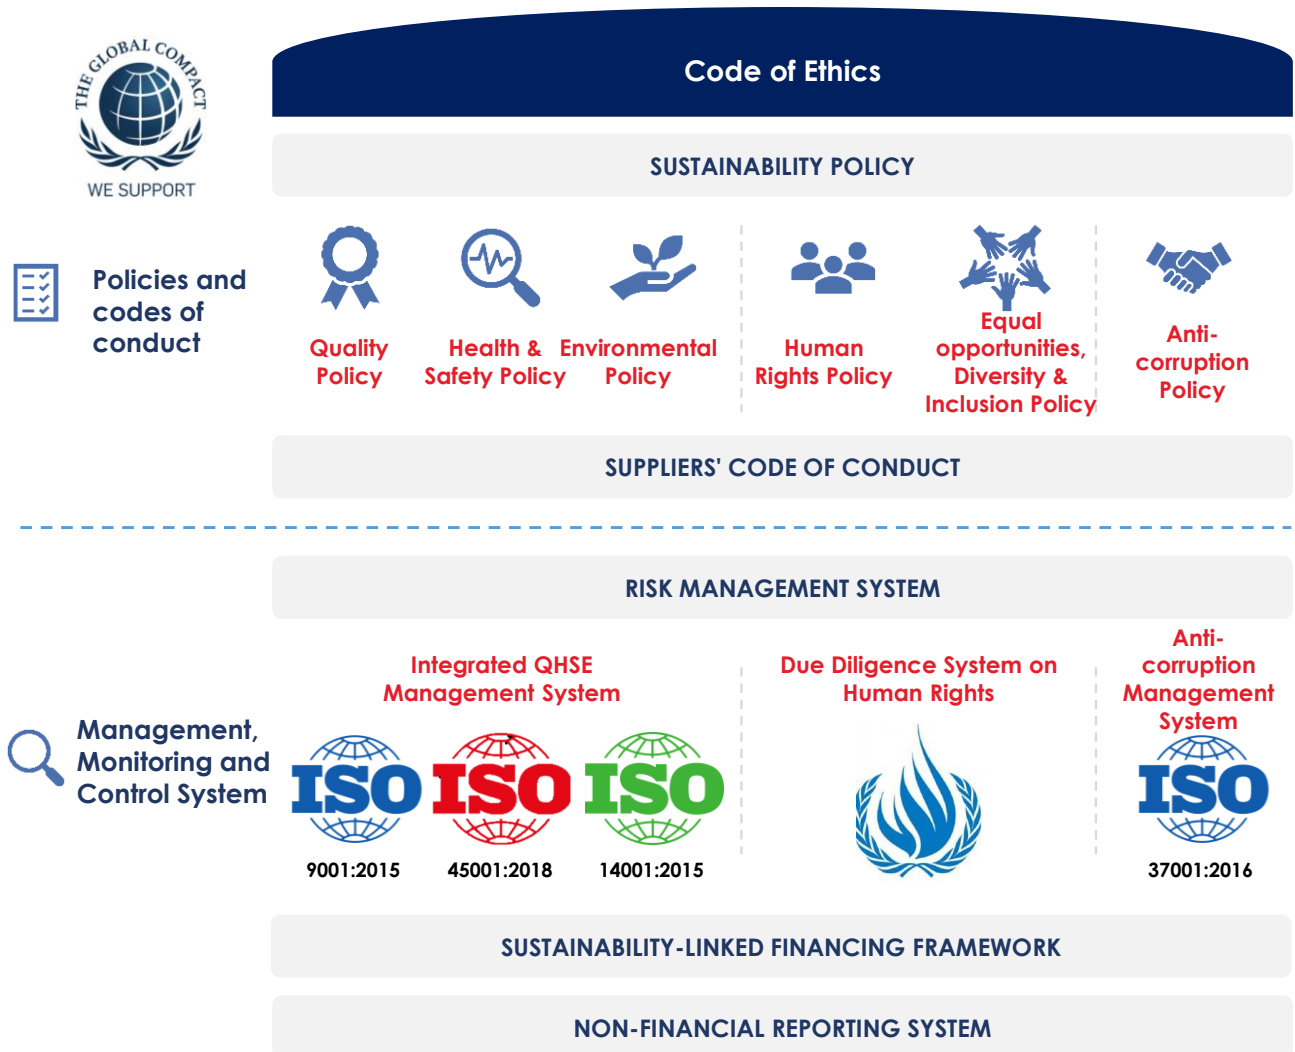 THE GLOBAL COMPACT
WE SUPPORT
Code of Ethics
SUSTAINABILITY POLICY
Policies and
codes of
conduct
Quality
Policy
Health &
Safety Policy
Environmental
Policy
Human
Rights Policy
Equal
opportunities,
Diversity &
Inclusion Policy
Anti-
corruption
Policy
SUPPLIERS' CODE OF CONDUCT
RISK MANAGEMENT SYSTEM
Management,
Monitoring and
Control System
Integrated QHSE
Management System
ISO
9001:2015
ISO
45001:2018
ISO
14001:2015
Due Diligence System on
Human Rights
Anti-
corruption
Management
System
ISO
37001:2016
SUSTAINABILITY-LINKED FINANCING FRAMEWORK
NON-FINANCIAL REPORTING SYSTEM